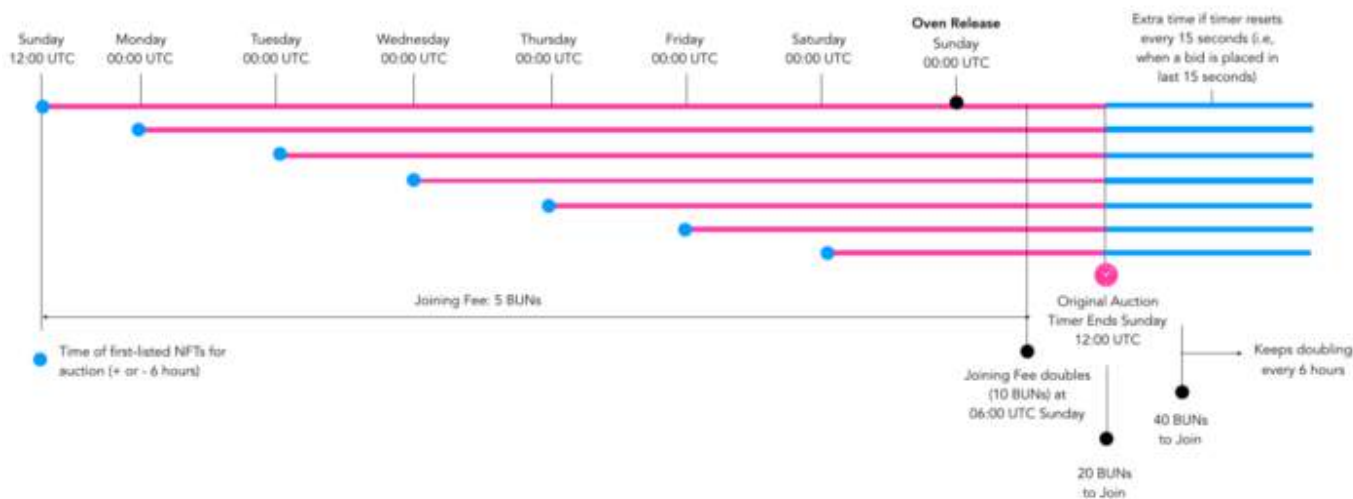 Sunday
12:00 UTC
Monday
00:00 UTC
Tuesday
00:00 UTC
Wednesday
00:00 UTC
Thursday
00:00 UTC
Friday
00:00 UTC
Saturday
00:00 UTC
Oven Release
Sunday
00:00 UTC
Extra time if timer resets
every 15 seconds (i.e,
when a bid is placed in
last 15 seconds)
Joining Fee: 5 BUNs
Original Auction
Timer Ends Sunday
12:00 UTC
Time of first-listed NFTs for
auction (+ or - 6 hours)
Joining Fee doubles
(10 BUNs) at
06:00 UTC Sunday
Keeps doubling
every 6 hours
40 BUNs
to Join
20 BUNs
to Join